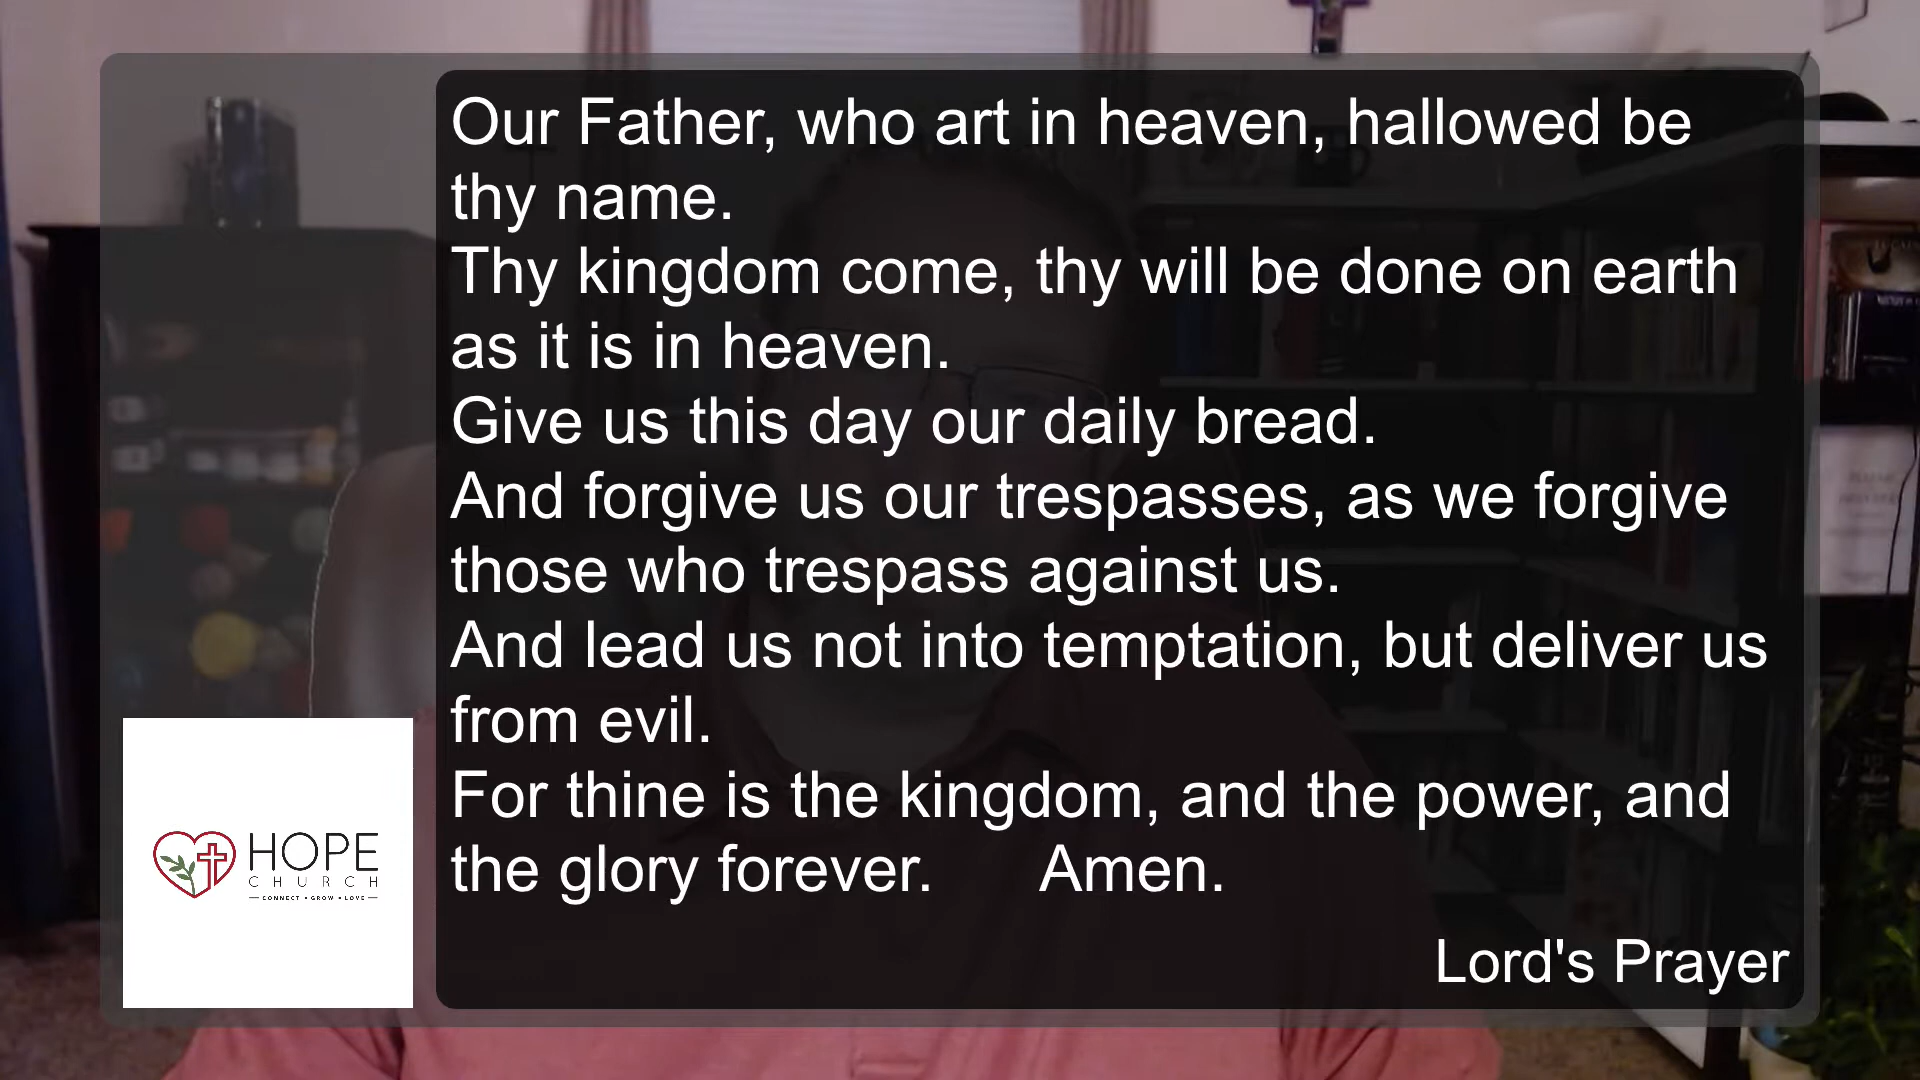 Our Father, who art in heaven, hallowed be
thy name.
Thy kingdom come, thy will be done on earth
as it is in heaven.
Give us this day our daily bread.
And forgive us our trespasses, as we forgive
those who trespass against us.
And lead us not into temptation, but deliver us
from evil.
For thine is the kingdom, and the power, and
the glory forever. Amen.
Lord's Prayer
HOPE
CHURCH
CONNECT • GROW • LOVE